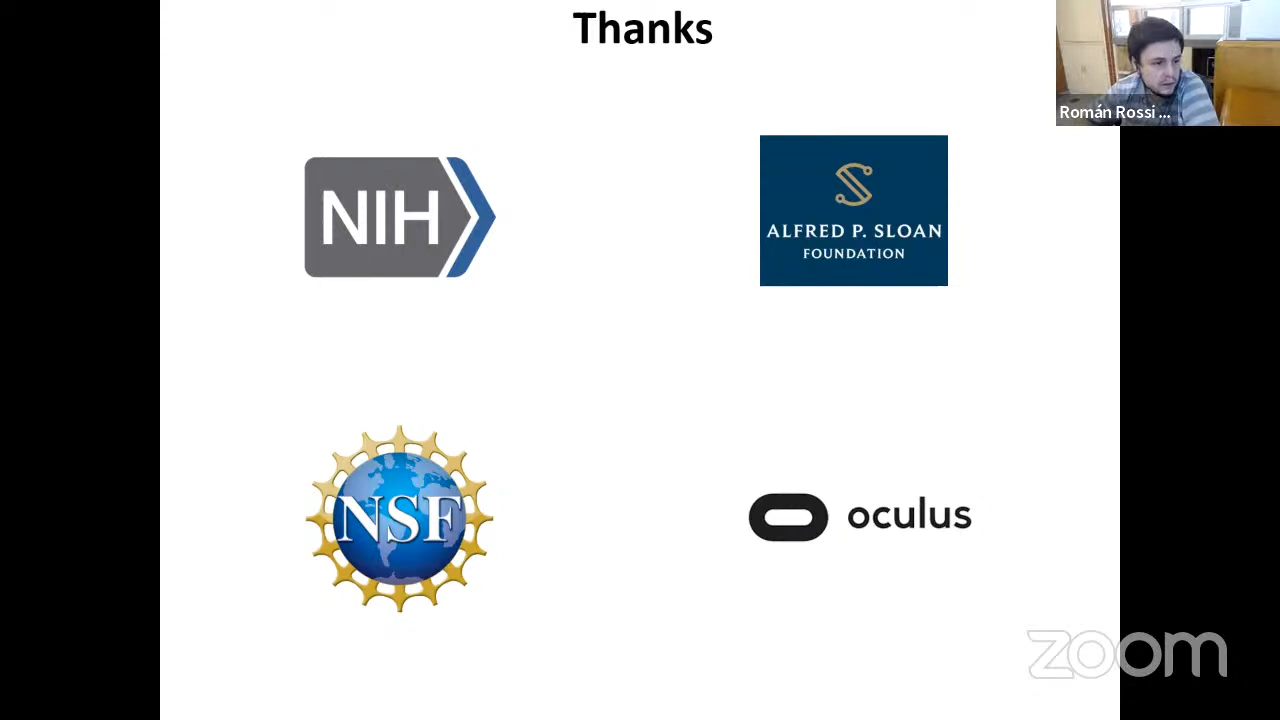 Thanks
Román Rossi ...
NIH
ALFRED P. SLOAN
FOUNDATION
NSF
oculus
zoom